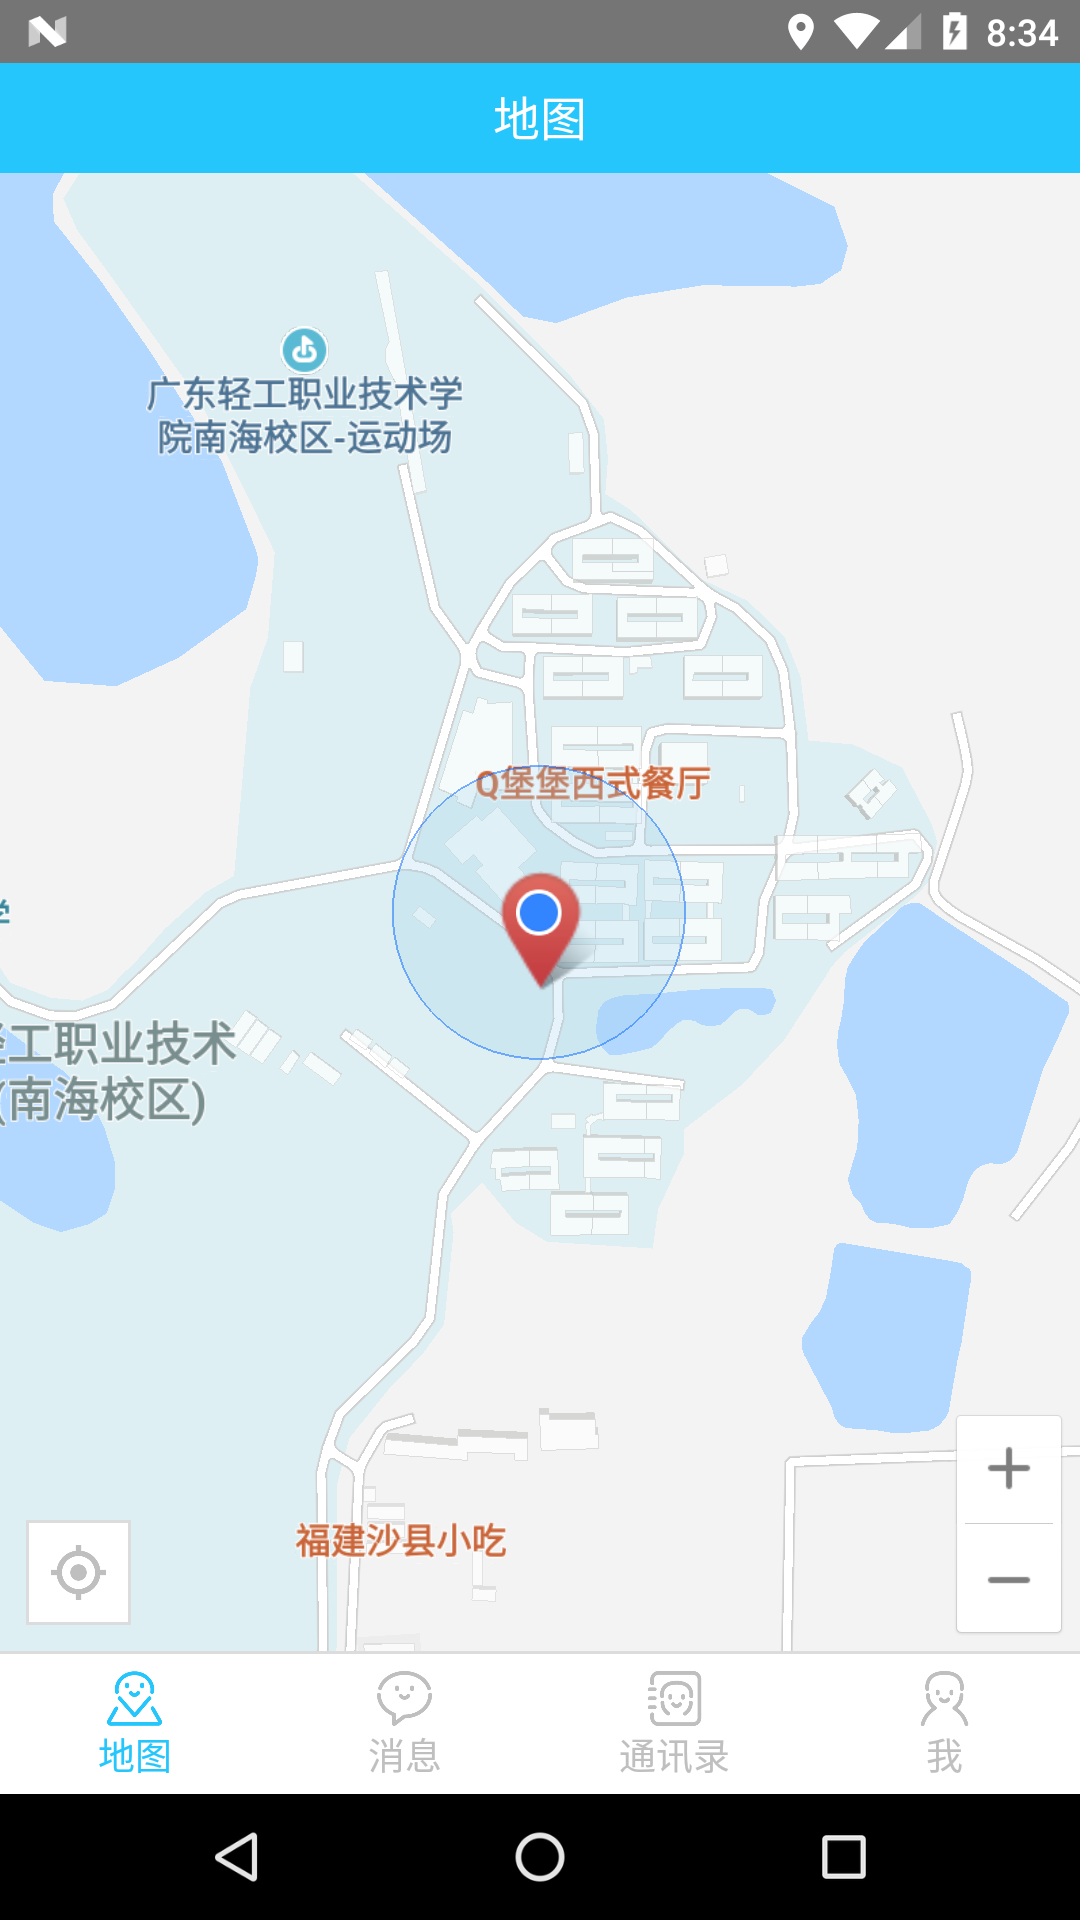 8:34
地图
广东轻工职业技术学
院南海校区-运动场
Q堡堡西式餐厅
工职业技术
(南海校区)
福建沙县小吃
地图
消息
通讯录
我